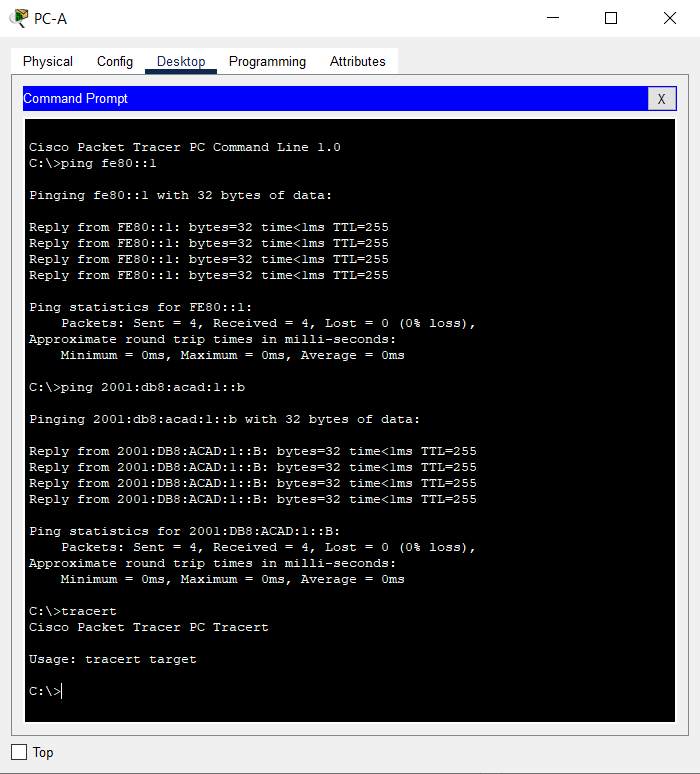 PC-A
Physical Config Desktop Programming Attributes
Command Prompt
X
Cisco Packet Tracer PC Command Line 1.0
C:\>ping fe80::1
Pinging fe80::1 with 32 bytes of data:
Reply from FE80::1: bytes=32 time<1ms TTL=255
Reply from FE80::1: bytes=32 time<1ms TTL=255
Reply from FE80::1: bytes=32 time<1ms TTL=255
Reply from FE80::1: bytes=32 time<1ms TTL=255
Ping statistics for FE80::1:
Packets: Sent = 4, Received = 4, Lost = 0 (0% loss),
Approximate round trip times in milli-seconds:
Minimum = 0ms, Maximum = 0ms, Average = 0ms
C:\>ping 2001:db8:acad:1::b
Pinging 2001:db8:acad:1::b with 32 bytes of data:
Reply from 2001:DB8:ACAD:1::B: bytes=32 time<1ms TTL=255
Reply from 2001:DB8:ACAD:1::B: bytes=32 time<1ms TTL=255
Reply from 2001:DB8:ACAD:1::B: bytes=32 time<1ms TTL=255
Reply from 2001:DB8:ACAD:1::B: bytes=32 time<1ms TTL=255
Ping statistics for 2001:DB8:ACAD:1::B:
Packets: Sent = 4, Received = 4, Lost = 0 (0% loss),
Approximate round trip times in milli-seconds:
Minimum = 0ms, Maximum = 0ms, Average = 0ms
C:\>tracert
Cisco Packet Tracer PC Tracert
Usage: tracert target
C:\>
Top